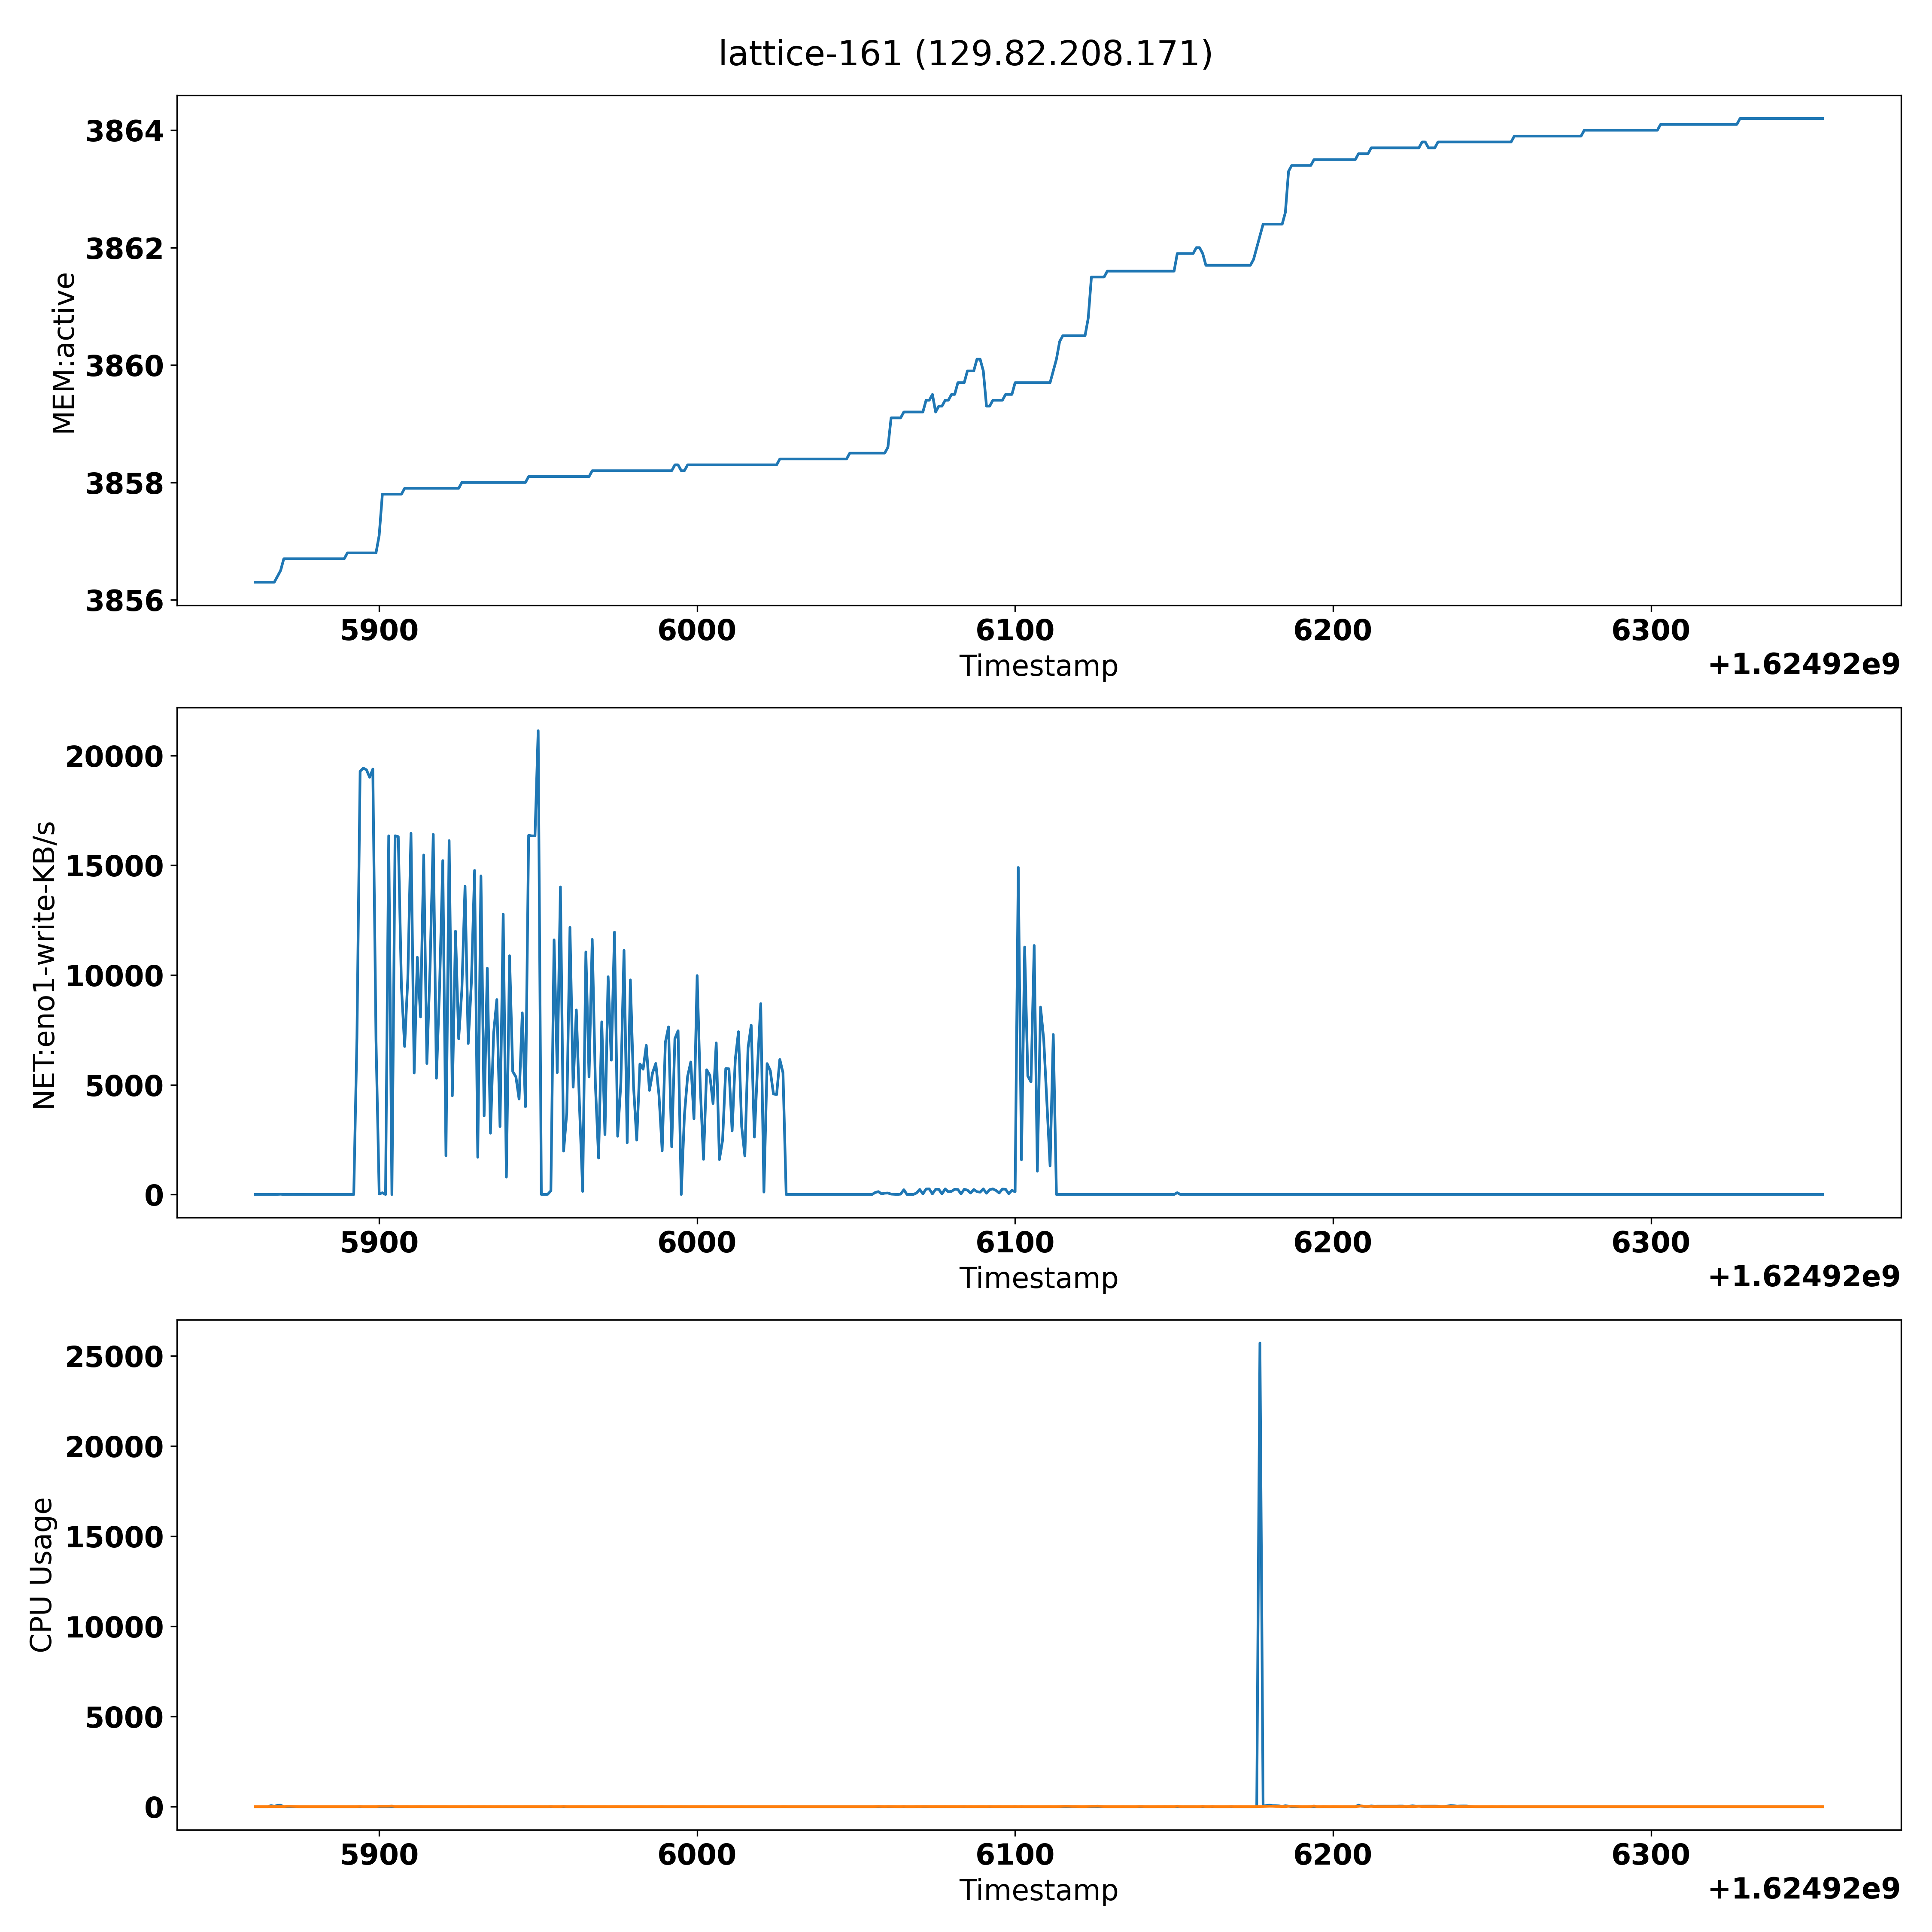 lattice-161 (129.82.208.171)
3864
3862
3860
3858
3856
MEM:active
5900 6000 6100 6200 6300
Timestamp
+1.62492e9
20000
15000
10000
5000
0
NET:eno1-write-KB/s
5900 6000 6100 6200 6300
Timestamp
+1.62492e9
25000
20000
15000
10000
5000
0
CPU Usage
5900 6000 6100 6200 6300
Timestamp
+1.62492e9